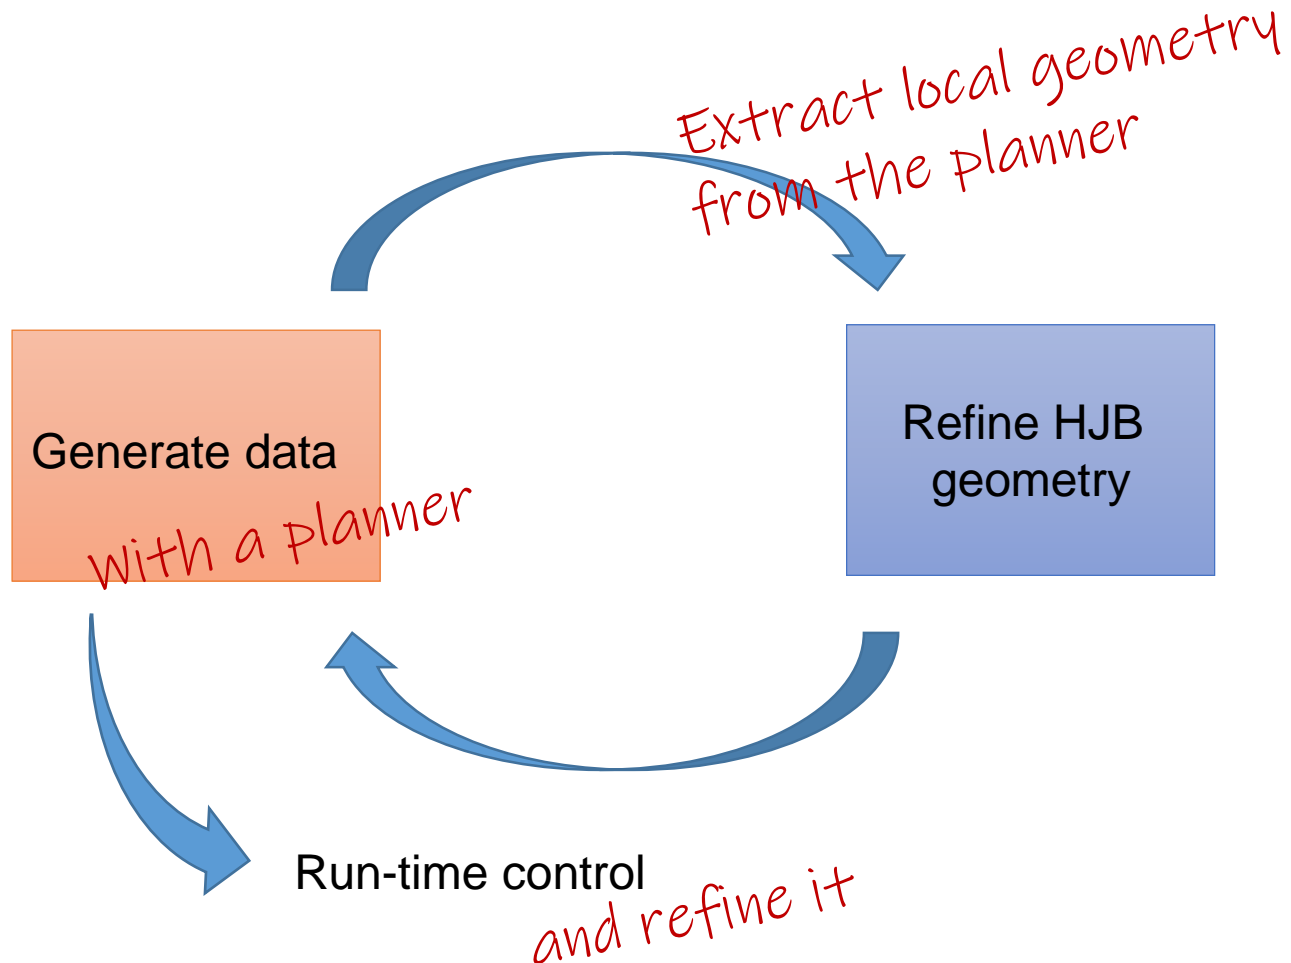 Extract local geometry
from the planner
Generate data
with a planner
Refine HJB
geometry
Run-time control
and refine it